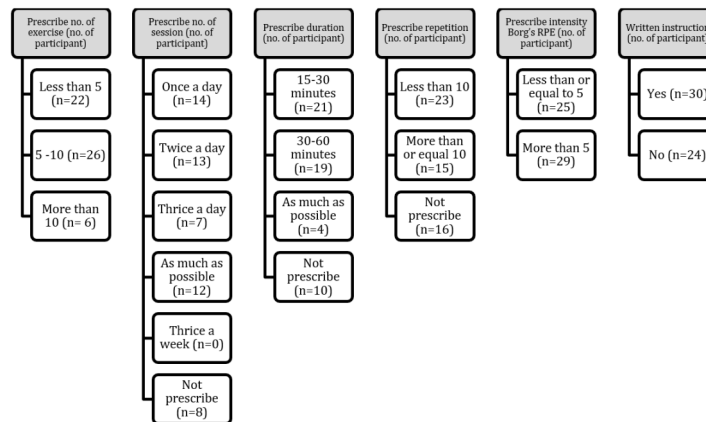 Prescribe no. of
exercise (no. of
participant)
Less than 5
(n=22)
5 -10 (n=26)
More than
10 (n= 6)
Prescribe no. of
session (no. of
participant)
Once a day
(n=14)
Twice a day
(n=13)
Thrice a day
(n=7)
As much as
possible
(n=12)
Thrice a
week (n=0)
Not
prescribe
(n=8)
Prescribe duration
(no. of participant)
15-30
minutes
(n=21)
30-60
minutes
(n=19)
As much as
possible
(n=4)
Not
prescribe
(n=10)
Prescribe repetition
(no. of participant)
Less than 10
(n=23)
More than
or equal 10
(n=15)
Not
prescribe
(n=16)
Prescribe intensity
Borg's RPE (no. of
participant)
Less than or
equal to 5
(n=25)
More than 5
(n=29)
Written instruction
(no. of participant)
Yes (n=30)
No (n=24)